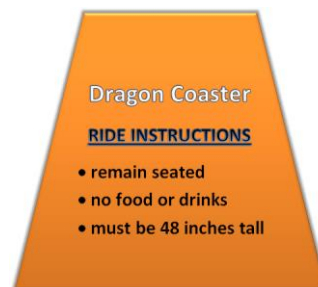 Dragon Coaster
RIDE INSTRUCTIONS
• remain seated
• no food or drinks
• must be 48 inches tall